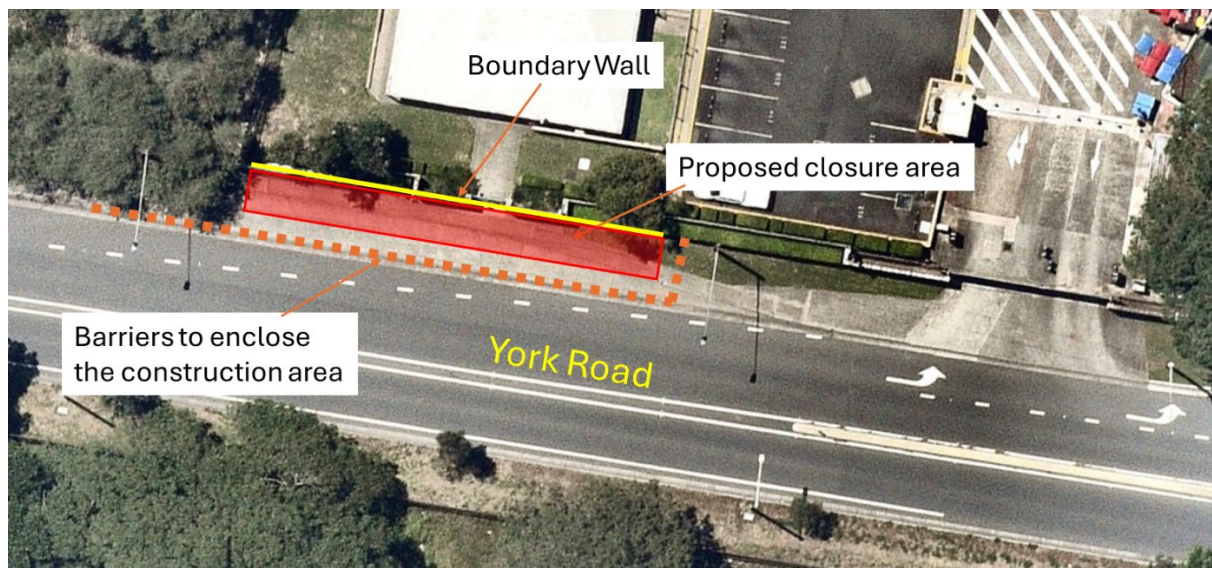 Boundary Wall
Proposed closure area
Barriers to enclose
the construction area
York Road